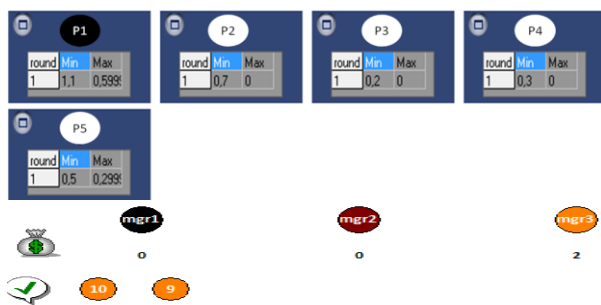 P1 P2 P3 P4
round Min Max round Min Max round Min Max round Min Max
1 1,1 0,599 1 0,7 0 1 0,2 0 1 0,3 0
P5
round Min Max
1 0,5 0,299
mgr1 mgr2 mgr3
0 0 2
10 9